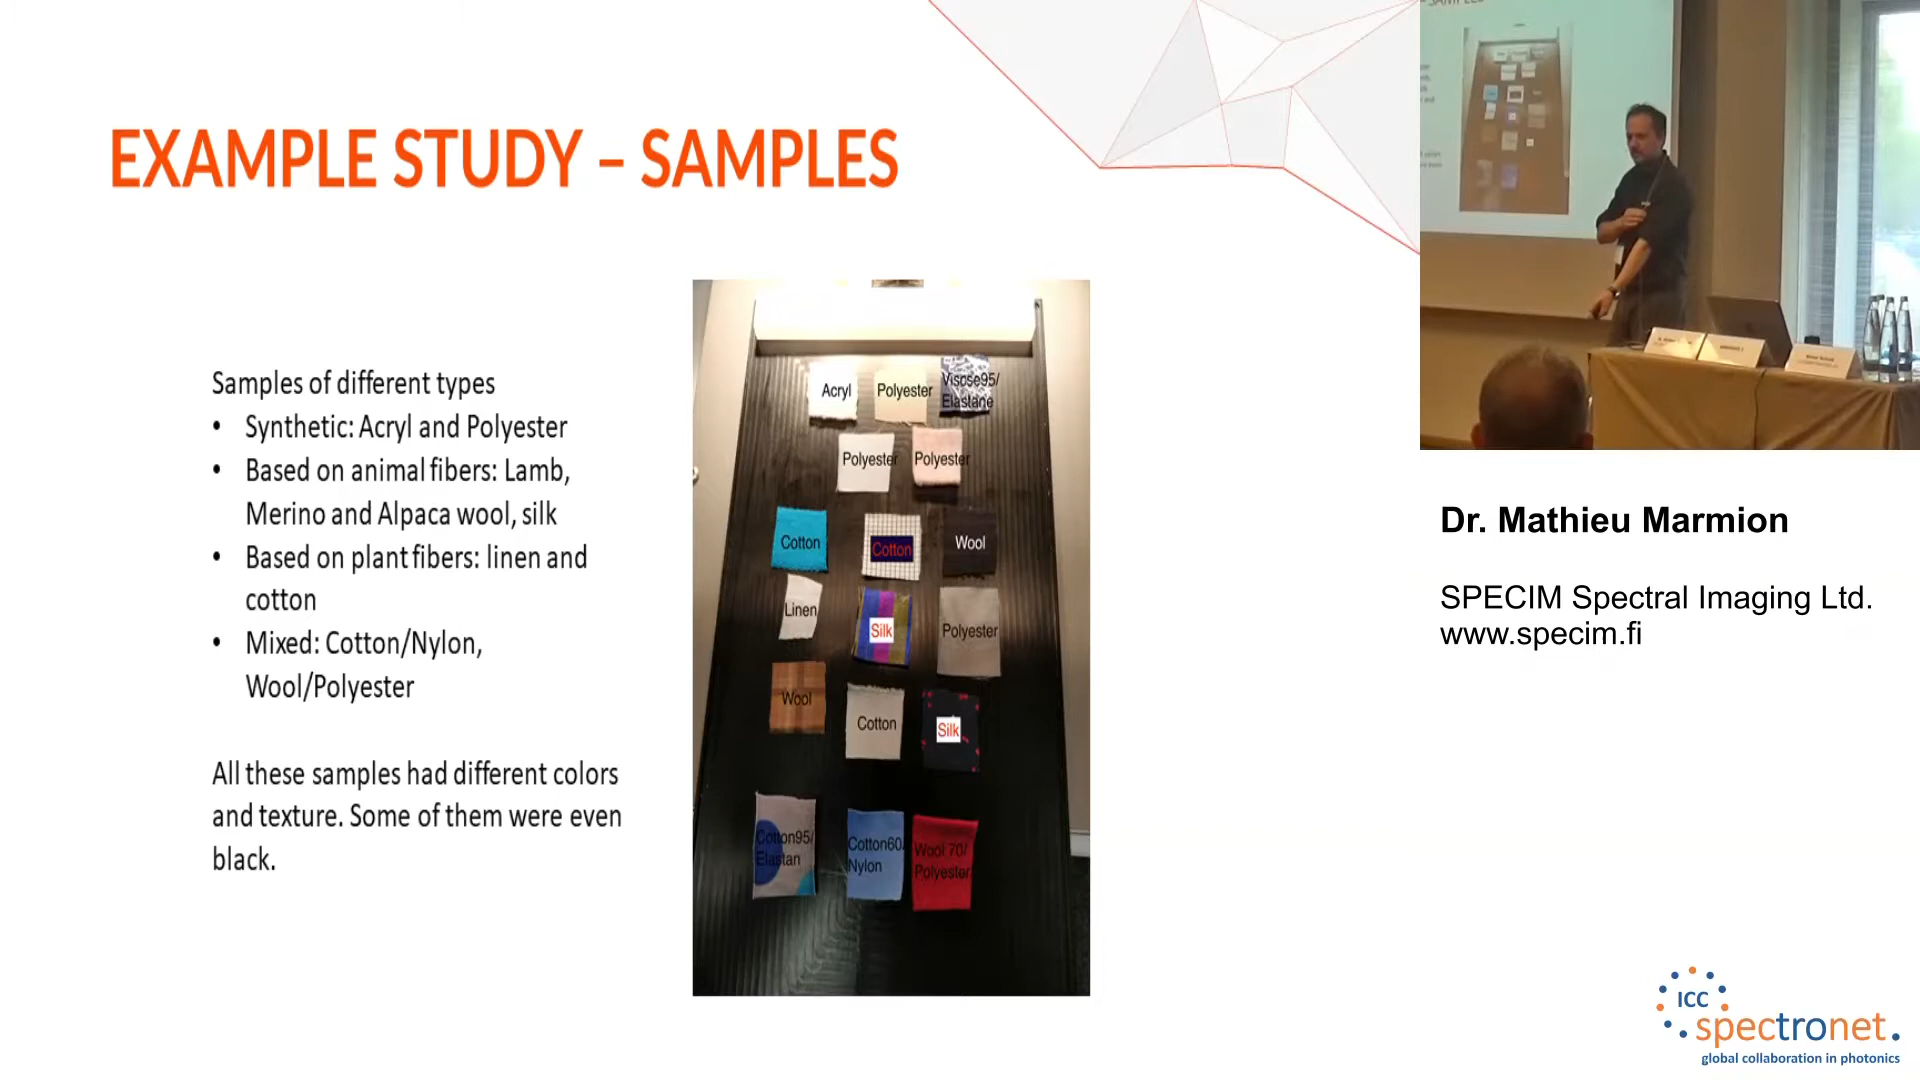 EXAMPLE STUDY – SAMPLES
Samples of different types
• Synthetic: Acryl and Polyester
• Based on animal fibers: Lamb,
Merino and Alpaca wool, silk
• Based on plant fibers: linen and
cotton
• Mixed: Cotton/Nylon,
Wool/Polyester
All these samples had different colors
and texture. Some of them were even
black.
Acryl
Polyester
Viscose95/
Elastane
Polyester
Polyester
Cotton
Cotton
Wool
Linen
Silk
Polyester
Wool
Cotton
Silk
Cotton95/
Elastan
Cotton60/
Nylon
Wool 70/
Polyester
Dr. Mathieu Marmion
SPECIM Spectral Imaging Ltd.
www.specim.fi
ICC
spectronet.
global collaboration in photonics